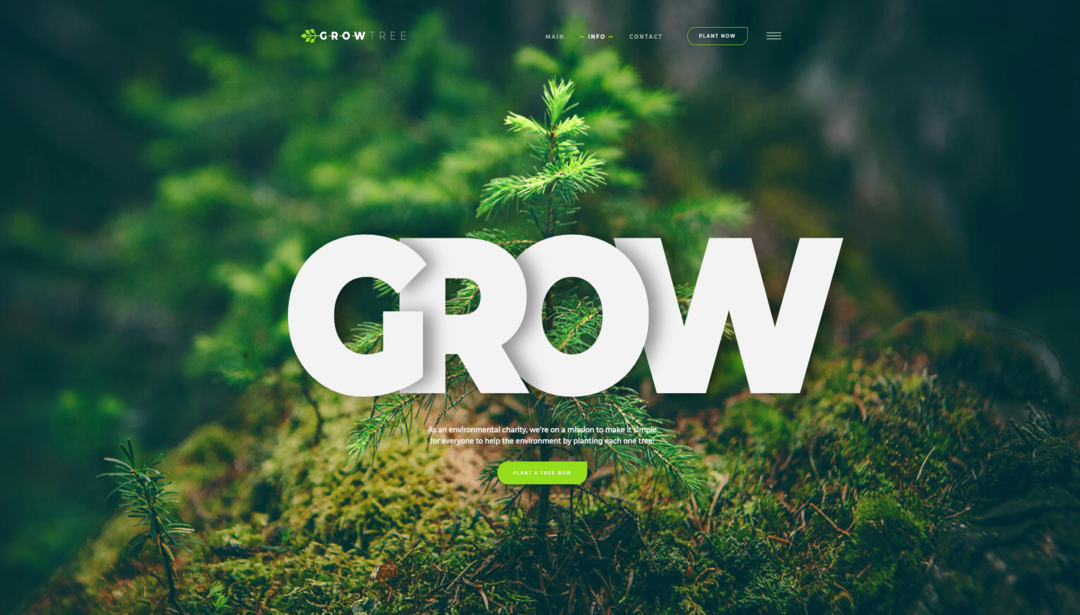 GROWTREE
MAIN
INFO
CONTACT
PLANT NOW
GROW
As an environmental charity, we're on a mission to make it simple
for everyone to help the environment by planting each one tree!
PLANT A TREE NOW